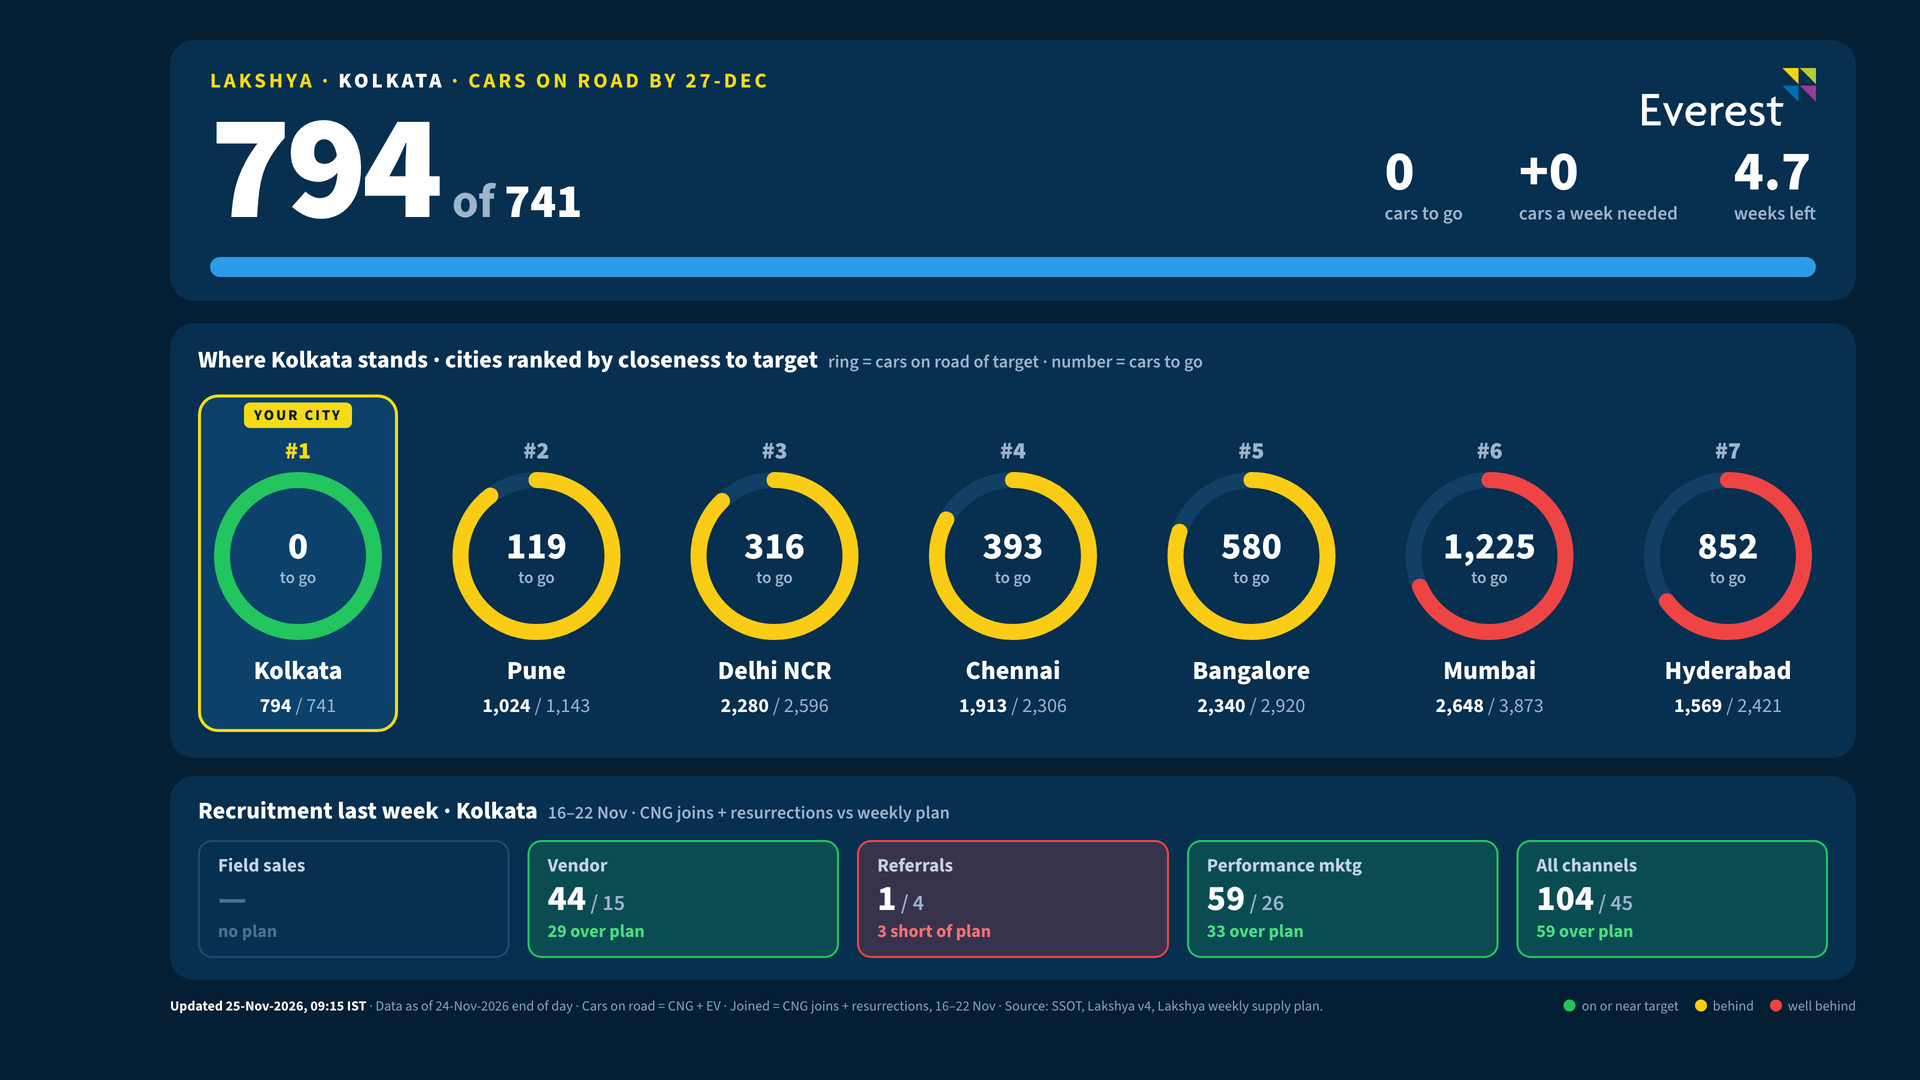 LAKSHYA · KOLKATA · CARS ON ROAD BY 27-DEC
Everest
794 of 741
0
cars to go
+0
cars a week needed
4.7
weeks left
Where Kolkata stands · cities ranked by closeness to target ring = cars on road of target · number = cars to go
YOUR CITY
#1
0
to go
Kolkata
794 / 741
#2
119
to go
Pune
1,024 / 1,143
#3
316
to go
Delhi NCR
2,280 / 2,596
#4
393
to go
Chennai
1,913 / 2,306
#5
580
to go
Bangalore
2,340 / 2,920
#6
1,225
to go
Mumbai
2,648 / 3,873
#7
852
to go
Hyderabad
1,569 / 2,421
Recruitment last week · Kolkata 16–22 Nov · CNG joins + resurrections vs weekly plan
Field sales
—
no plan
Vendor
44 / 15
29 over plan
Referrals
1 / 4
3 short of plan
Performance mktg
59 / 26
33 over plan
All channels
104 / 45
59 over plan
Updated 25-Nov-2026, 09:15 IST · Data as of 24-Nov-2026 end of day · Cars on road = CNG + EV · Joined = CNG joins + resurrections, 16–22 Nov · Source: SSOT, Lakshya v4, Lakshya weekly supply plan.
on or near target
behind
well behind